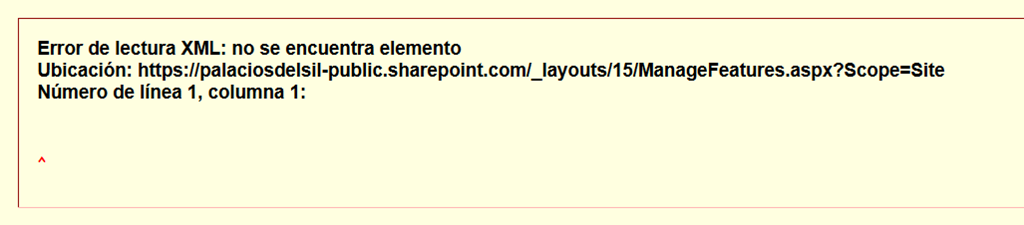 Error de lectura XML: no se encuentra elemento
Ubicación: https://palaciosdelsil-public.sharepoint.com/_layouts/15/ManageFeatures.aspx?Scope=Site
Número de línea 1, columna 1:
^